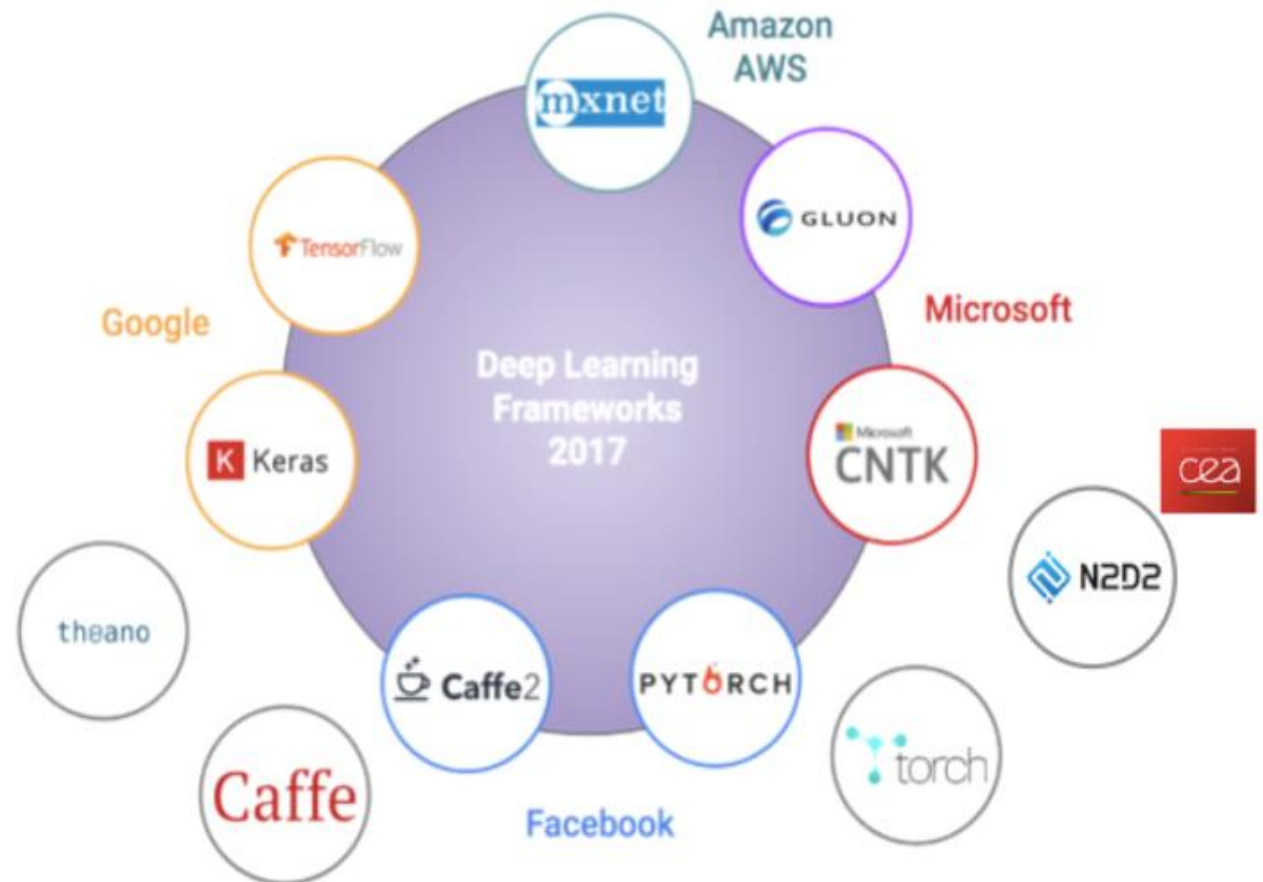 Amazon
AWS
mxnet
GLUON
TensorFlow
Google
Microsoft
Deep Learning
Frameworks
2017
Keras
Microsoft
CNTK
cea
N2D2
theano
Caffe2
PYTORCH
torch
Caffe
Facebook